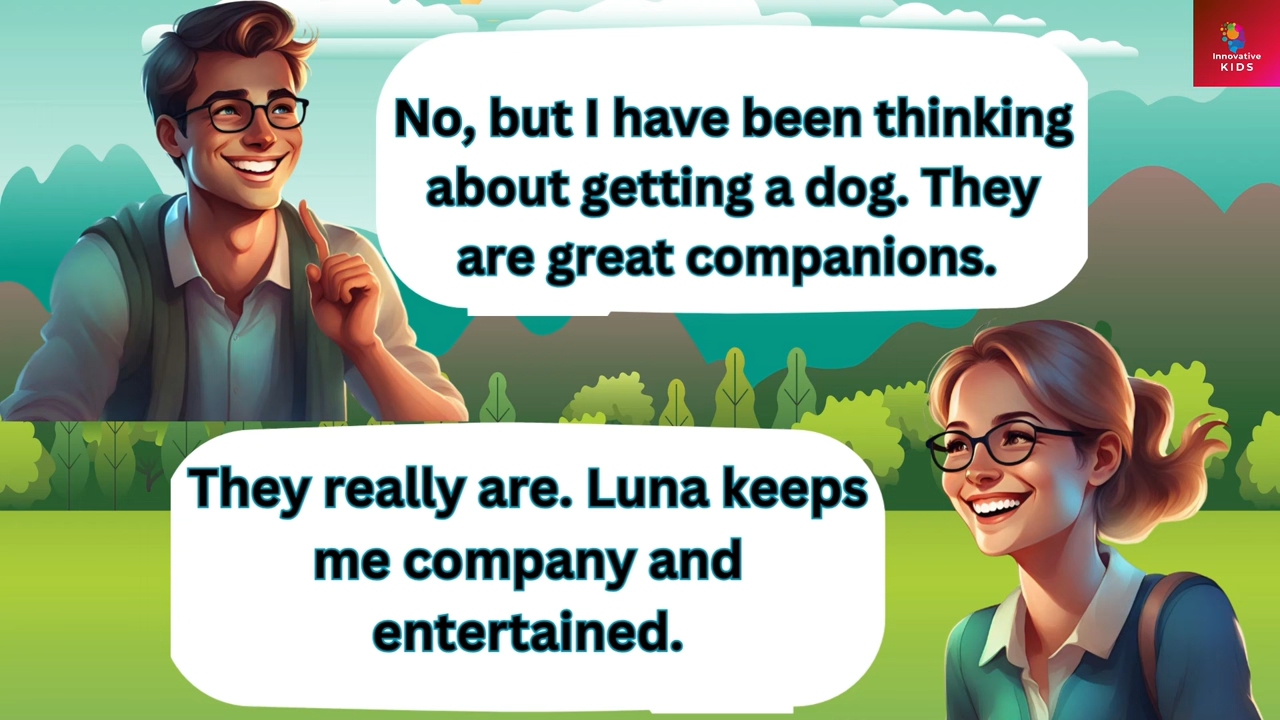 Innovative
KIDS
No, but I have been thinking
about getting a dog. They
are great companions.
They really are. Luna keeps
me company and
entertained.